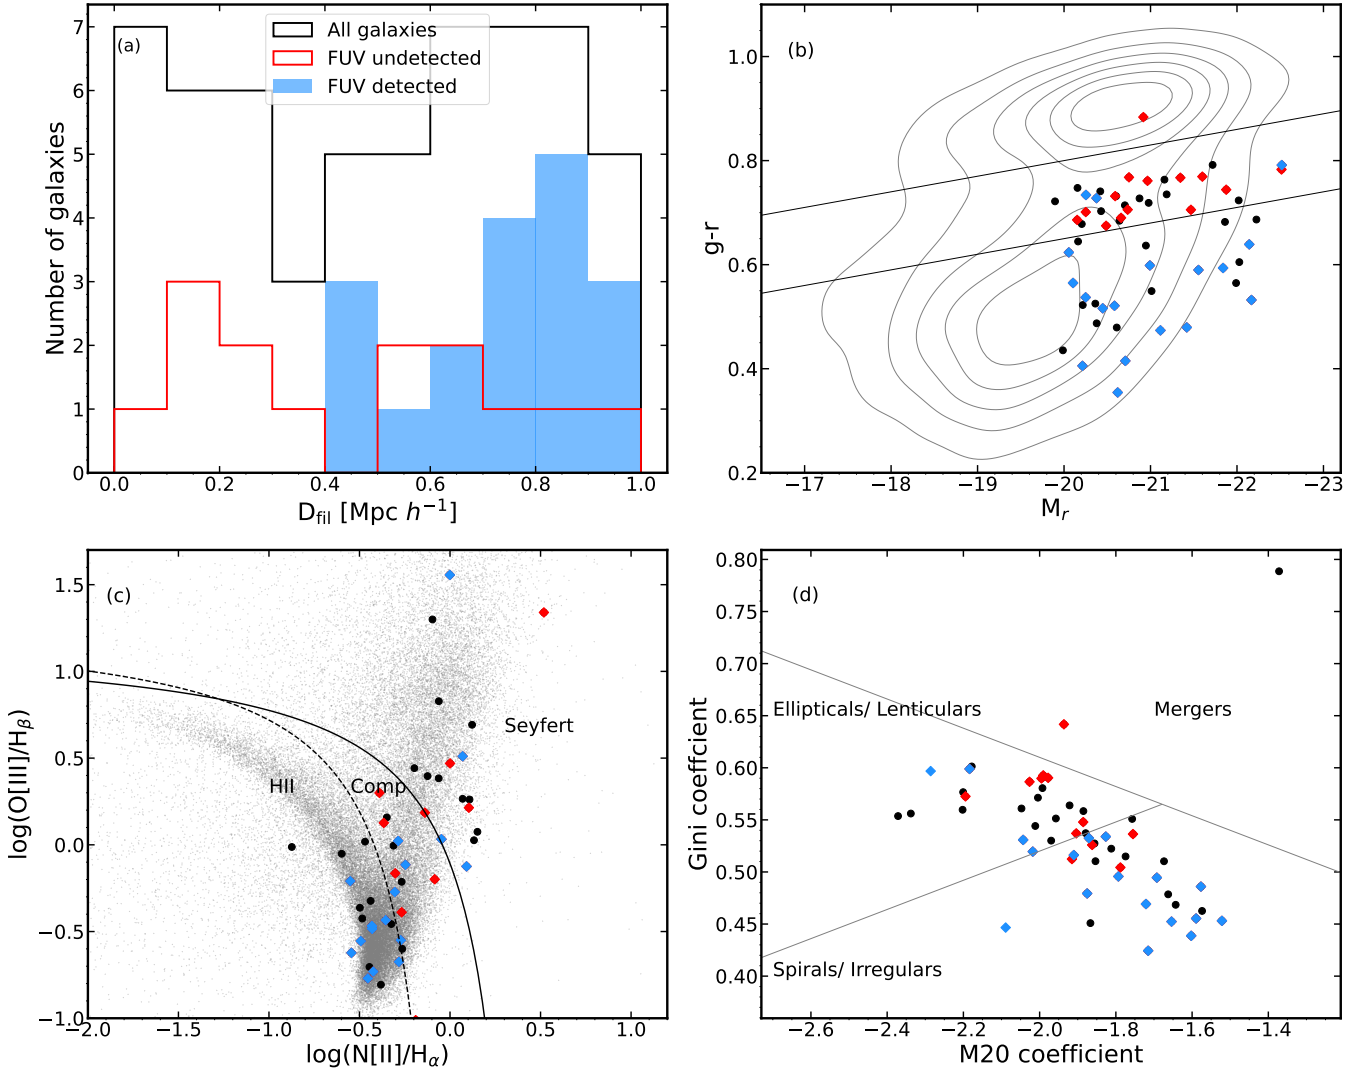 (a)
All galaxies
FUV undetected
FUV detected
7
6
5
4
3
2
1
0
Number of galaxies
0.0 0.2 0.4 0.6 0.8 1.0
D_fil [Mpc h⁻¹]
(b)
1.0
0.8
0.6
0.4
0.2
g-r
−17 −18 −19 −20 −21 −22 −23
M_r
(c)
1.5
1.0
0.5
0.0
−0.5
−1.0
log(O[III]/H_β)
HII
Comp
Seyfert
−2.0 −1.5 −1.0 −0.5 0.0 0.5 1.0
log(N[II]/H_α)
(d)
0.80
0.75
0.70
0.65
0.60
0.55
0.50
0.45
0.40
Gini coeffcient
Ellipticals/ Lenticulars
Mergers
Spirals/ Irregulars
−2.6 −2.4 −2.2 −2.0 −1.8 −1.6 −1.4
M20 coefficient